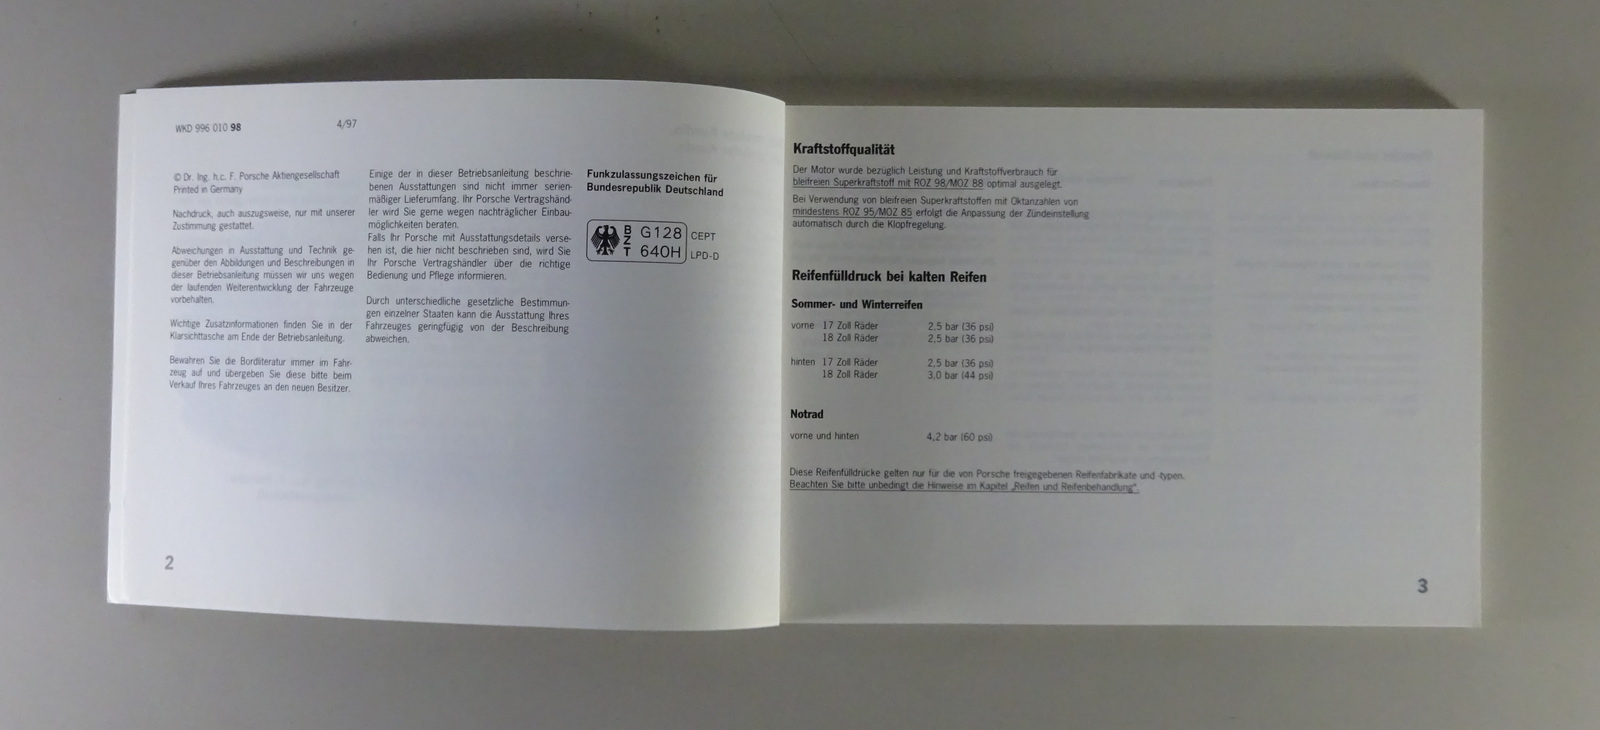 WKD 996 010 98
4/97
© Dr. Ing. h.c. F. Porsche Aktiengesellschaft
Printed in Germany
Nachdruck, auch auszugsweise, nur mit unserer
Zustimmung gestattet.
Abweichungen in Ausstattung und Technik ge-
genüber den Abbildungen und Beschreibungen in
dieser Betriebsanleitung müssen wir uns wegen
der laufenden Weiterentwicklung der Fahrzeuge
vorbehalten.
Wichtige Zusatzinformationen finden Sie in der
Klarsichttasche am Ende der Betriebsanleitung.
Bewahren Sie die Bordliteratur immer im Fahr-
zeug auf und übergeben Sie diese bitte beim
Verkauf Ihres Fahrzeuges an den neuen Besitzer.
Einige der in dieser Betriebsanleitung beschrie-
benen Ausstattungen sind nicht immer serien-
mäßiger Lieferumfang. Ihr Porsche Vertragshänd-
ler wird Sie gerne wegen nachträglicher Einbau-
möglichkeiten beraten.
Falls Ihr Porsche mit Ausstattungsdetails verse-
hen ist, die hier nicht beschrieben sind, wird Sie
Ihr Porsche Vertragshändler über die richtige
Bedienung und Pflege informieren.
Durch unterschiedliche gesetzliche Bestimmun-
gen einzelner Staaten kann die Ausstattung Ihres
Fahrzeuges geringfügig von der Beschreibung
abweichen.
Funkzulassungszeichen für
Bundesrepublik Deutschland
BZT G128 CEPT
640H LPD-D
2
Kraftstoffqualität
Der Motor wurde bezüglich Leistung und Kraftstoffverbrauch für
bleifreien Superkraftstoff mit ROZ 98/MOZ 88 optimal ausgelegt.
Bei Verwendung von bleifreien Superkraftstoffen mit Oktanzahlen von
mindestens ROZ 95/MOZ 85 erfolgt die Anpassung der Zündeinstellung
automatisch durch die Klopfregelung.
Reifenfülldruck bei kalten Reifen
Sommer- und Winterreifen
vorne 17 Zoll Räder 2,5 bar (36 psi)
18 Zoll Räder 2,5 bar (36 psi)
hinten 17 Zoll Räder 2,5 bar (36 psi)
18 Zoll Räder 3,0 bar (44 psi)
Notrad
vorne und hinten 4,2 bar (60 psi)
Diese Reifenfülldrücke gelten nur für die von Porsche freigegebenen Reifenfabrikate und -typen.
Beachten Sie bitte unbedingt die Hinweise im Kapitel „Reifen und Reifenbehandlung“.
3